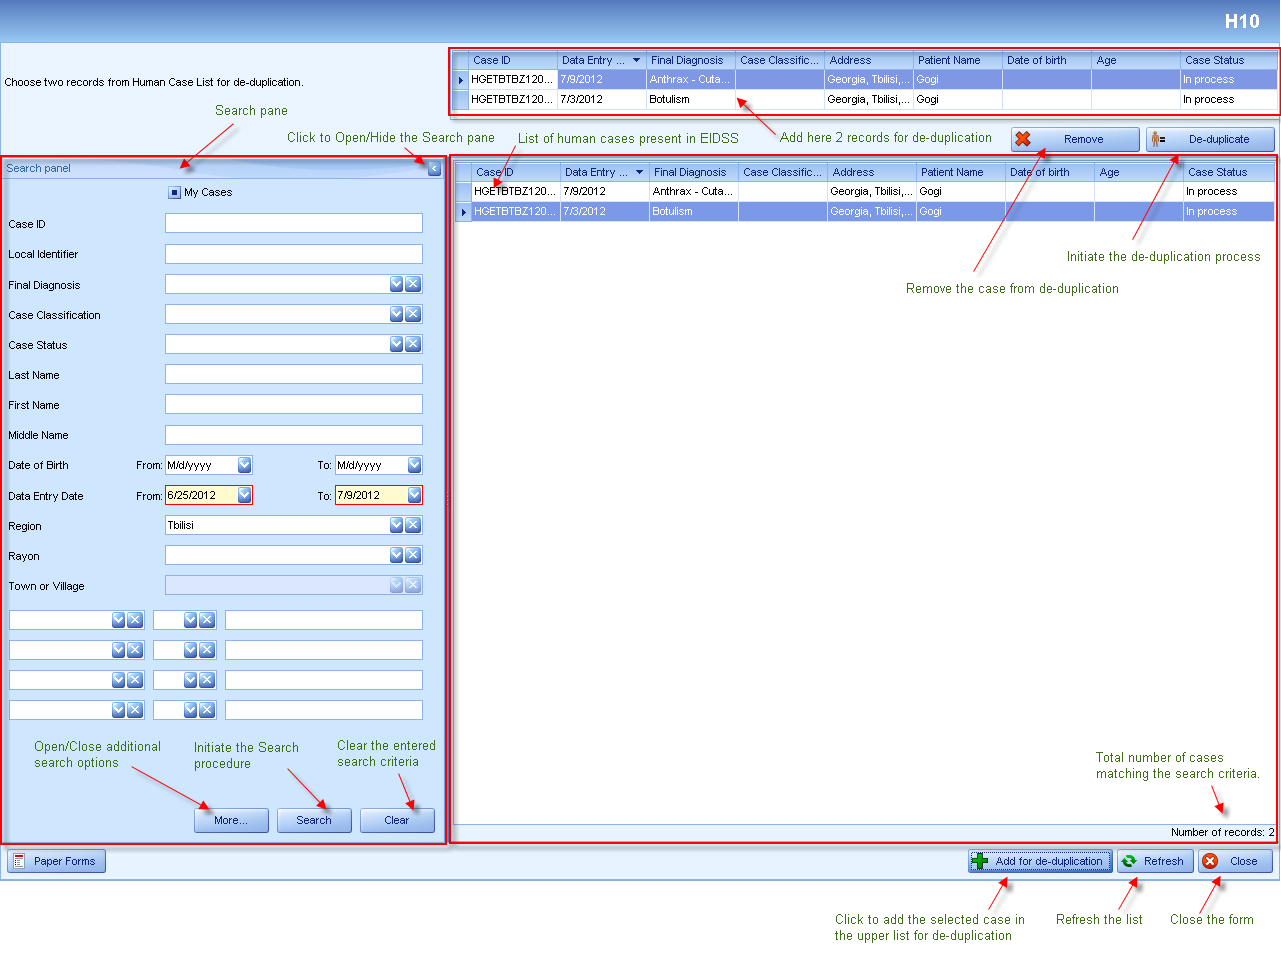 H10
Choose two records from Human Case List for de-duplication.
Case ID Data Entry ... Final Diagnosis Case Classific... Address Patient Name Date of birth Age Case Status
HGETBTBZ120... 7/9/2012 Anthrax - Cuta... Georgia, Tbilisi,... Gogi In process
HGETBTBZ120... 7/3/2012 Botulism Georgia, Tbilisi,... Gogi In process
Search pane
Click to Open/Hide the Search pane
List of human cases present in EIDSS
Add here 2 records for de-duplication
Remove
De-duplicate
Search panel
My Cases
Case ID
Local Identifier
Final Diagnosis
Case Classification
Case Status
Last Name
First Name
Middle Name
Date of Birth From: M/d/yyyy To: M/d/yyyy
Data Entry Date From: 6/25/2012 To: 7/9/2012
Region Tbilisi
Rayon
Town or Village
Open/Close additional
search options
Initiate the Search
procedure
Clear the entered
search criteria
More...
Search
Clear
Case ID Data Entry ... Final Diagnosis Case Classific... Address Patient Name Date of birth Age Case Status
HGETBTBZ120... 7/9/2012 Anthrax - Cuta... Georgia, Tbilisi,... Gogi In process
HGETBTBZ120... 7/3/2012 Botulism Georgia, Tbilisi,... Gogi In process
Initiate the de-duplication process
Remove the case from de-duplication
Total number of cases
matching the search criteria.
Number of records: 2
Paper Forms
Add for de-duplication
Refresh
Close
Click to add the selected case in
the upper list for de-duplication
Refresh the list
Close the form